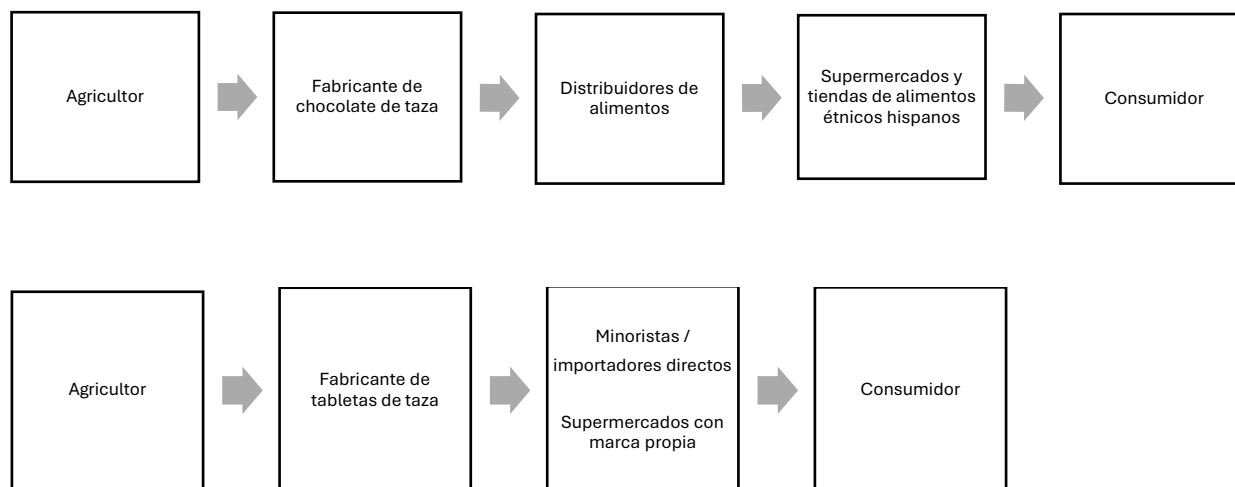 Agricultor
Fabricante de
chocolate de taza
Distribuidores de
alimentos
Supermercados y
tiendas de alimentos
étnicos hispanos
Consumidor
Agricultor
Fabricante de
tabletas de taza
Minoristas /
importadores directos
Supermercados con
marca propia
Consumidor